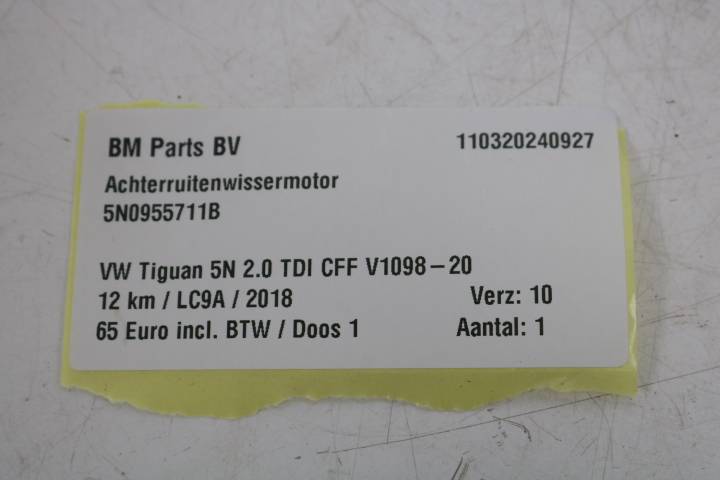 BM Parts BV 110320240927
Achterruitenwissermotor
5N0955711B
VW Tiguan 5N 2.0 TDI CFF V1098-20
12 km / LC9A / 2018 Verz: 10
65 Euro incl. BTW / Doos 1 Aantal: 1